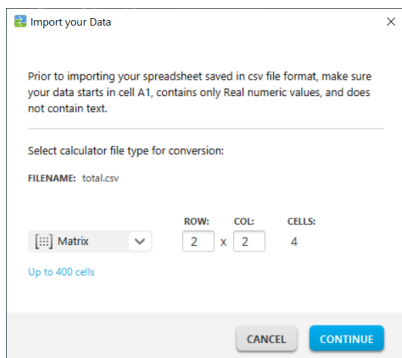 Import your Data
Prior to importing your spreadsheet saved in csv file format, make sure
your data starts in cell A1, contains only Real numeric values, and does
not contain text.
Select calculator file type for conversion:
FILENAME: total.csv
ROW: COL: CELLS:
Matrix 2 x 2 4
Up to 400 cells
CANCEL CONTINUE